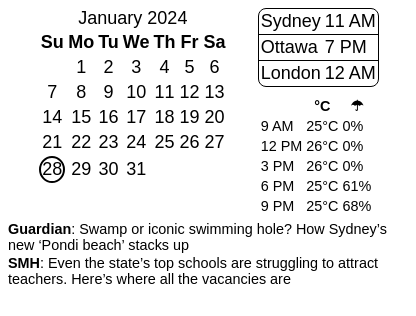 January 2024
Su Mo Tu We Th Fr Sa
1 2 3 4 5 6
7 8 9 10 11 12 13
14 15 16 17 18 19 20
21 22 23 24 25 26 27
28 29 30 31
Sydney 11 AM
Ottawa 7 PM
London 12 AM
°C ☂
9 AM 25°C 0%
12 PM 26°C 0%
3 PM 26°C 0%
6 PM 25°C 61%
9 PM 25°C 68%
Guardian: Swamp or iconic swimming hole? How Sydney’s
new ‘Pondi beach’ stacks up
SMH: Even the state’s top schools are struggling to attract
teachers. Here’s where all the vacancies are